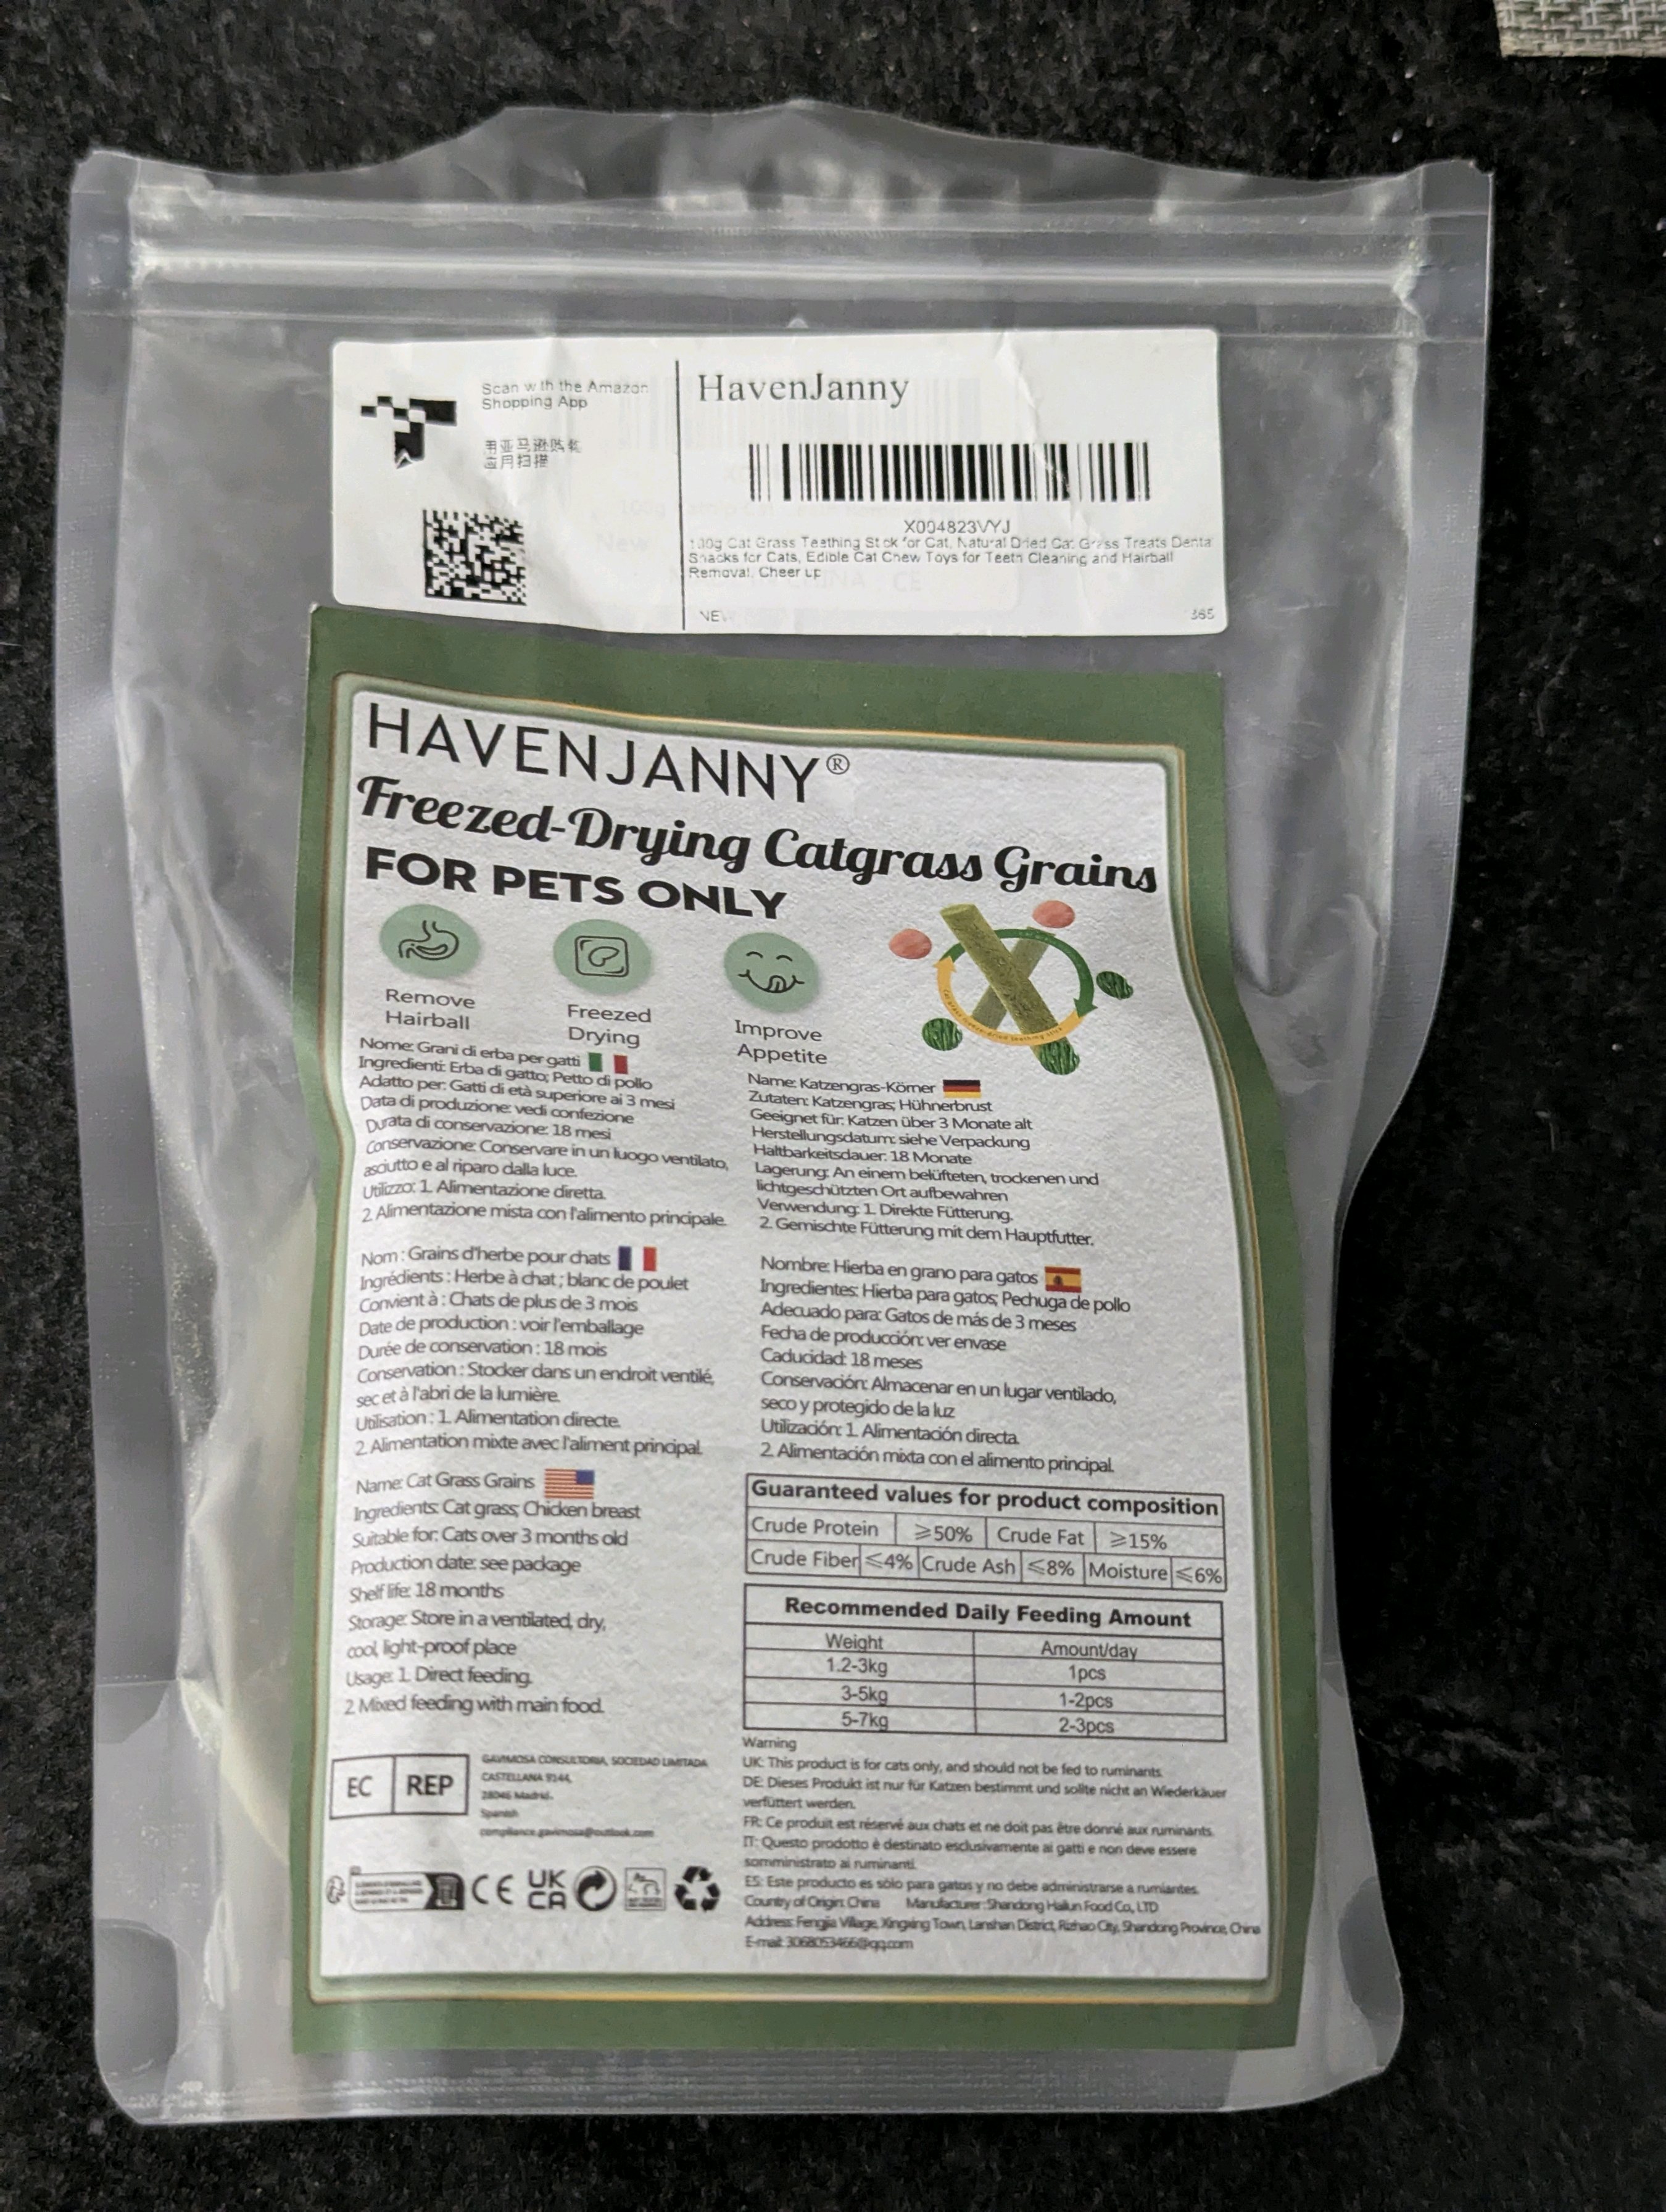 Scan with the Amazon
Shopping App
用亚马逊购物
应用扫描
HavenJanny
X004823VYJ
100g Cat Grass Teething Stick for Cat, Natural Dried Cat Grass Treats Denta
Snacks for Cats, Edible Cat Chew Toys for Teeth Cleaning and Hairball
Removal, Cheer up
NEW
365
HAVENJANNY®
Freezed-Drying Catgrass Grains
FOR PETS ONLY
Remove
Hairball
Freezed
Drying
Improve
Appetite
Nome: Grani di erba per gatti
Ingredienti: Erba di gatto; Petto di pollo
Adatto per: Gatti di età superiore ai 3 mesi
Data di produzione: vedi confezione
Durata di conservazione: 18 mesi
Conservazione: Conservare in un luogo ventilato,
asciutto e al riparo dalla luce.
Utilizzo: 1. Alimentazione diretta.
2. Alimentazione mista con l'alimento principale.
Name: Katzengras-Körner
Zutaten: Katzengras; Hühnerbrust
Geeignet für: Katzen über 3 Monate alt
Herstellungsdatum: siehe Verpackung
Haltbarkeitsdauer: 18 Monate
Lagerung: An einem belüfteten, trockenen und
lichtgeschützten Ort aufbewahren
Verwendung: 1. Direkte Fütterung.
2. Gemischte Fütterung mit dem Hauptfutter.
Nom : Grains d'herbe pour chats
Ingrédients : Herbe à chat ; blanc de poulet
Convient à : Chats de plus de 3 mois
Date de production : voir l'emballage
Durée de conservation : 18 mois
Conservation : Stocker dans un endroit ventilé,
sec et à l'abri de la lumière.
Utilisation : 1. Alimentation directe.
2. Alimentation mixte avec l'aliment principal.
Nombre: Hierba en grano para gatos
Ingredientes: Hierba para gatos; Pechuga de pollo
Adecuado para: Gatos de más de 3 meses
Fecha de producción: ver envase
Caducidad: 18 meses
Conservación: Almacenar en un lugar ventilado,
seco y protegido de la luz
Utilización: 1. Alimentación directa.
2. Alimentación mixta con el alimento principal.
Name: Cat Grass Grains
Ingredients: Cat grass; Chicken breast
Suitable for: Cats over 3 months old
Production date: see package
Shelf life: 18 months
Storage: Store in a ventilated, dry,
cool, light-proof place
Usage: 1. Direct feeding.
2. Mixed feeding with main food.
Guaranteed values for product composition
Crude Protein ≥50% Crude Fat ≥15%
Crude Fiber ≤4% Crude Ash ≤8% Moisture ≤6%
Recommended Daily Feeding Amount
Weight Amount/day
1.2-3kg 1pcs
3-5kg 1-2pcs
5-7kg 2-3pcs
EC REP
GAVIMOSA CONSULTORIA, SOCIEDAD LIMITADA
CASTELLANA 9144,
28046 Madrid.
Spanish
compliance.gavimosa@outlook.com
CE UK
CA
Warning
UK: This product is for cats only, and should not be fed to ruminants.
DE: Dieses Produkt ist nur für Katzen bestimmt und sollte nicht an Wiederkäuer
verfüttert werden.
FR: Ce produit est réservé aux chats et ne doit pas être donné aux ruminants.
IT: Questo prodotto è destinato esclusivamente ai gatti e non deve essere
somministrato ai ruminanti.
ES: Este producto es sólo para gatos y no debe administrarse a rumiantes.
Country of Origin: China Manufacturer: Shandong Hailun Food Co., LTD
Address: Fengjia Village, Xingxing Town, Lanshan District, Rizhao City, Shandong Province, China
E-mail: 3068053466@qq.com